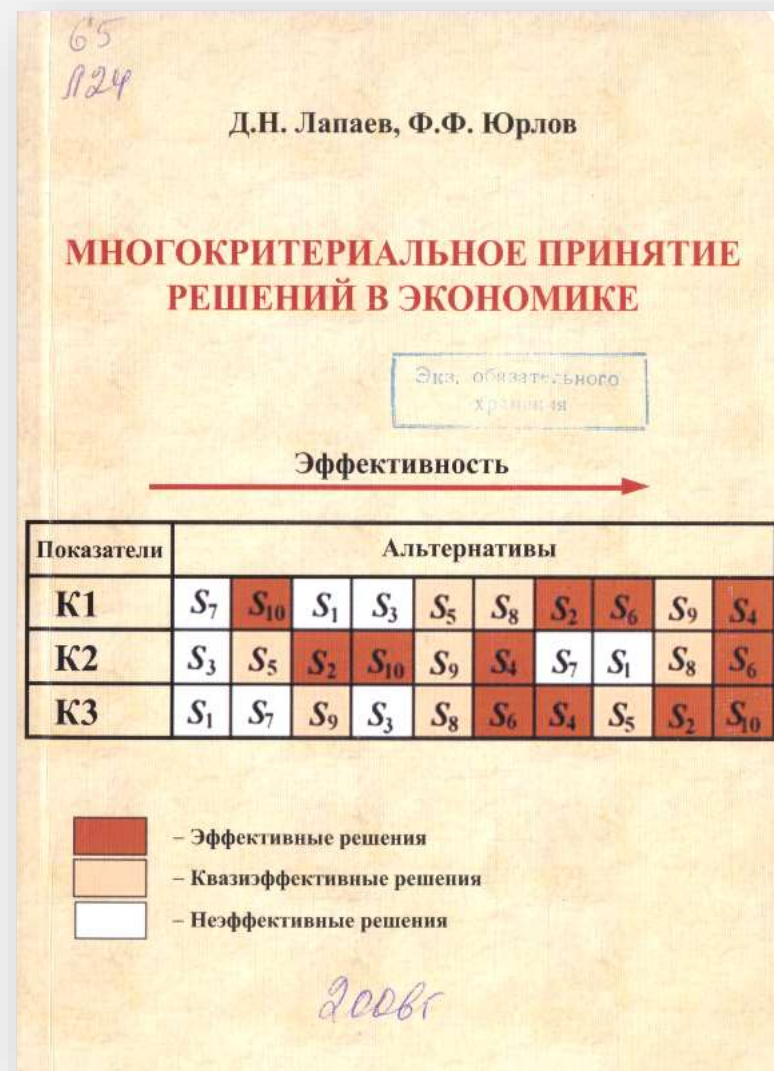 65
Л24
Д.Н. Лапаев, Ф.Ф. Юрлов
МНОГОКРИТЕРИАЛЬНОЕ ПРИНЯТИЕ
РЕШЕНИЙ В ЭКОНОМИКЕ
Экз. обязательного
хранения
Эффективность
Показатели Альтернативы
К1 S7 S10 S1 S3 S5 S8 S2 S6 S9 S4
К2 S3 S5 S2 S10 S9 S4 S7 S1 S8 S6
К3 S1 S7 S9 S3 S8 S6 S4 S5 S2 S10
– Эффективные решения
– Квазиэффективные решения
– Неэффективные решения